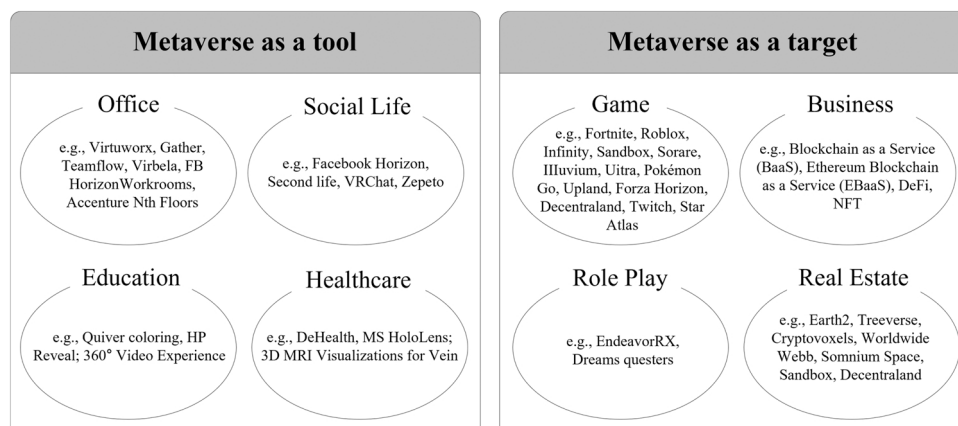 Metaverse as a tool
Office
e.g., Virtuworx, Gather,
Teamflow, Virbela, FB
HorizonWorkrooms,
Accenture Nth Floors
Social Life
e.g., Facebook Horizon,
Second life, VRChat, Zepeto
Education
e.g., Quiver coloring, HP
Reveal; 360° Video Experience
Healthcare
e.g., DeHealth, MS HoloLens;
3D MRI Visualizations for Vein
Metaverse as a target
Game
e.g., Fortnite, Roblox,
Infinity, Sandbox, Sorare,
IIIuvium, Uitra, Pokémon
Go, Upland, Forza Horizon,
Decentraland, Twitch, Star
Atlas
Business
e.g., Blockchain as a Service
(BaaS), Ethereum Blockchain
as a Service (EBaaS), DeFi,
NFT
Role Play
e.g., EndeavorRX,
Dreams questers
Real Estate
e.g., Earth2, Treeverse,
Cryptovoxels, Worldwide
Webb, Somnium Space,
Sandbox, Decentraland